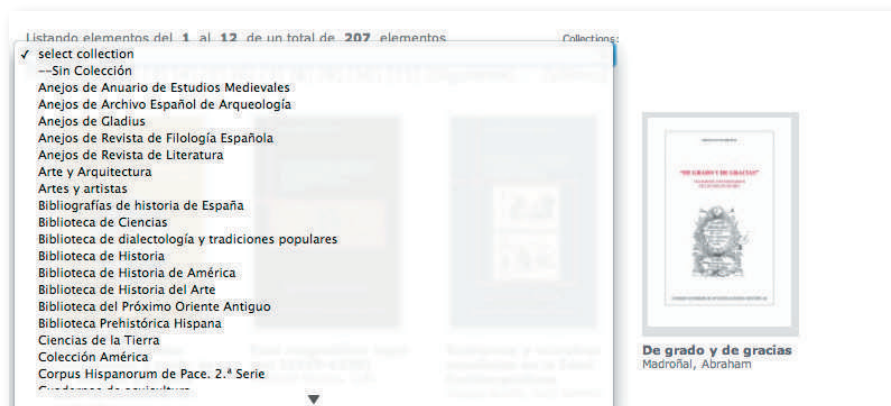 Listando elementos del 1 al 12 de un total de 207 elementos
Collections:
✓ select collection
--Sin Colección
Anejos de Anuario de Estudios Medievales
Anejos de Archivo Español de Arqueología
Anejos de Gladius
Anejos de Revista de Filología Española
Anejos de Revista de Literatura
Arte y Arquitectura
Artes y artistas
Bibliografías de historia de España
Biblioteca de Ciencias
Biblioteca de dialectología y tradiciones populares
Biblioteca de Historia
Biblioteca de Historia de América
Biblioteca de Historia del Arte
Biblioteca del Próximo Oriente Antiguo
Biblioteca Prehistórica Hispana
Ciencias de la Tierra
Colección América
Corpus Hispanorum de Pace. 2.ª Serie
"DE GRADO Y DE GRACIAS"
De grado y de gracias
Madroñal, Abraham